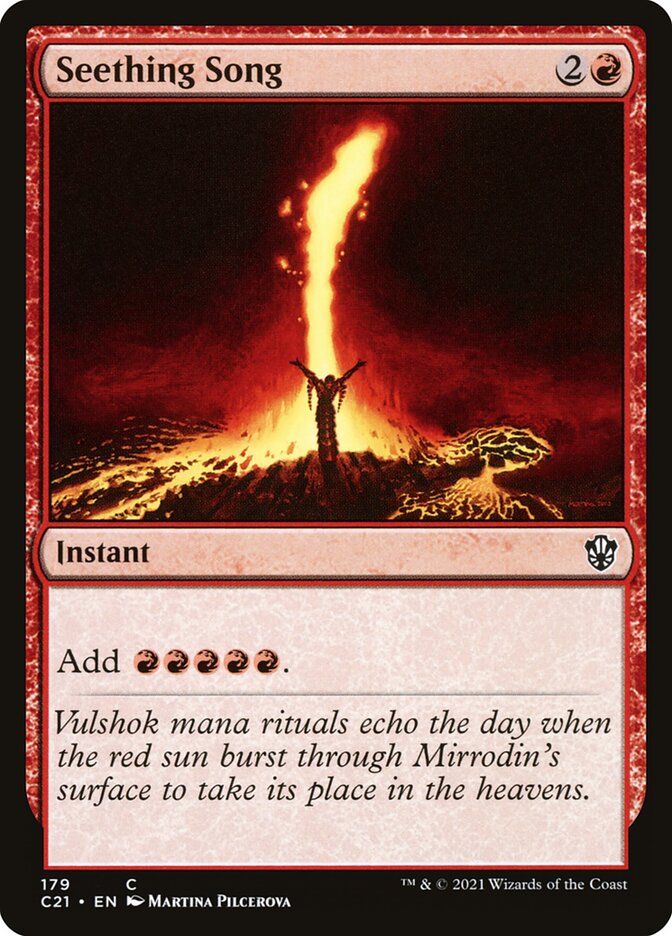 Seething Song 2
Instant
Add .
Vulshok mana rituals echo the day when
the red sun burst through Mirrodin's
surface to take its place in the heavens.
179 C
C21 • EN Martina Pilcerova
™ & © 2021 Wizards of the Coast